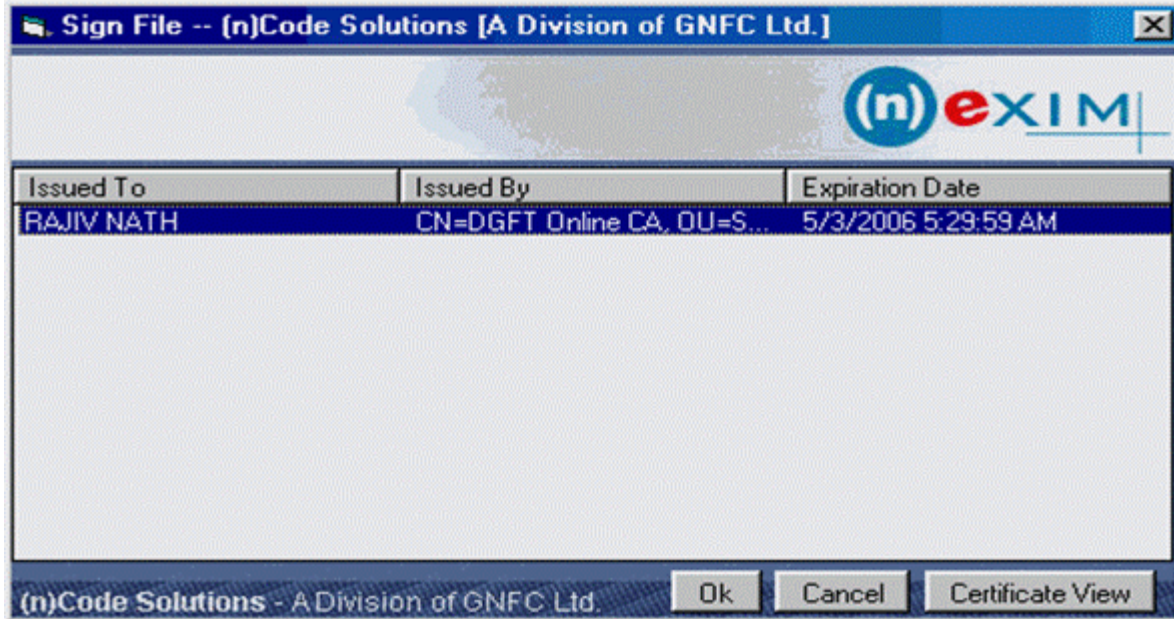 Sign File -- (n)Code Solutions [A Division of GNFC Ltd.]
(n)exim
Issued To Issued By Expiration Date
RAJIV NATH CN=DGFT Online CA, OU=S... 5/3/2006 5:29:59 AM
(n)Code Solutions - A Division of GNFC Ltd. Ok Cancel Certificate View